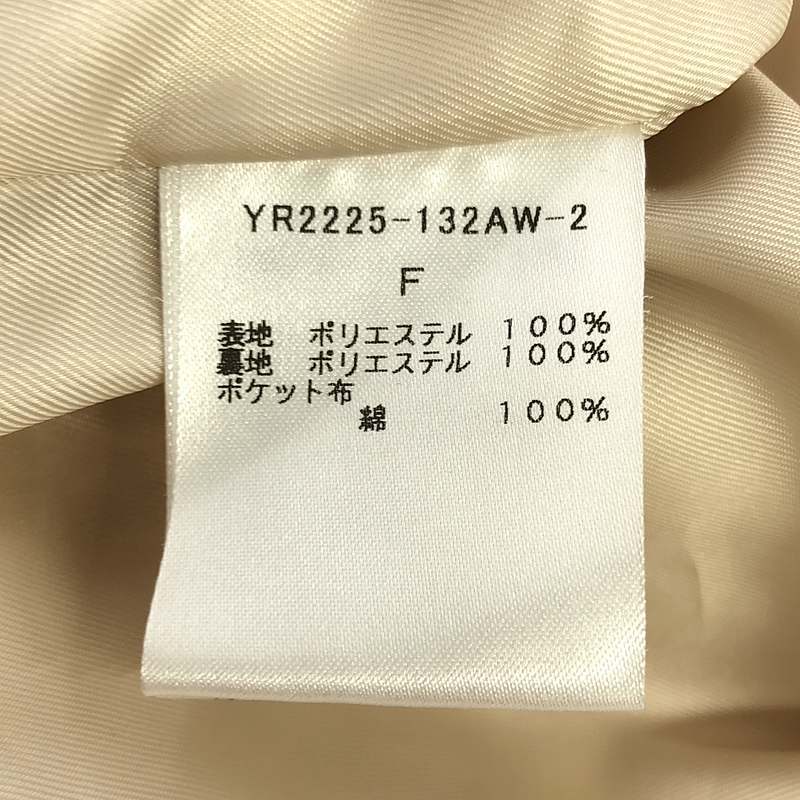 YR2225-132AW-2
F
表地 ポリエステル 100%
裏地 ポリエステル 100%
ポケット布
綿 100%